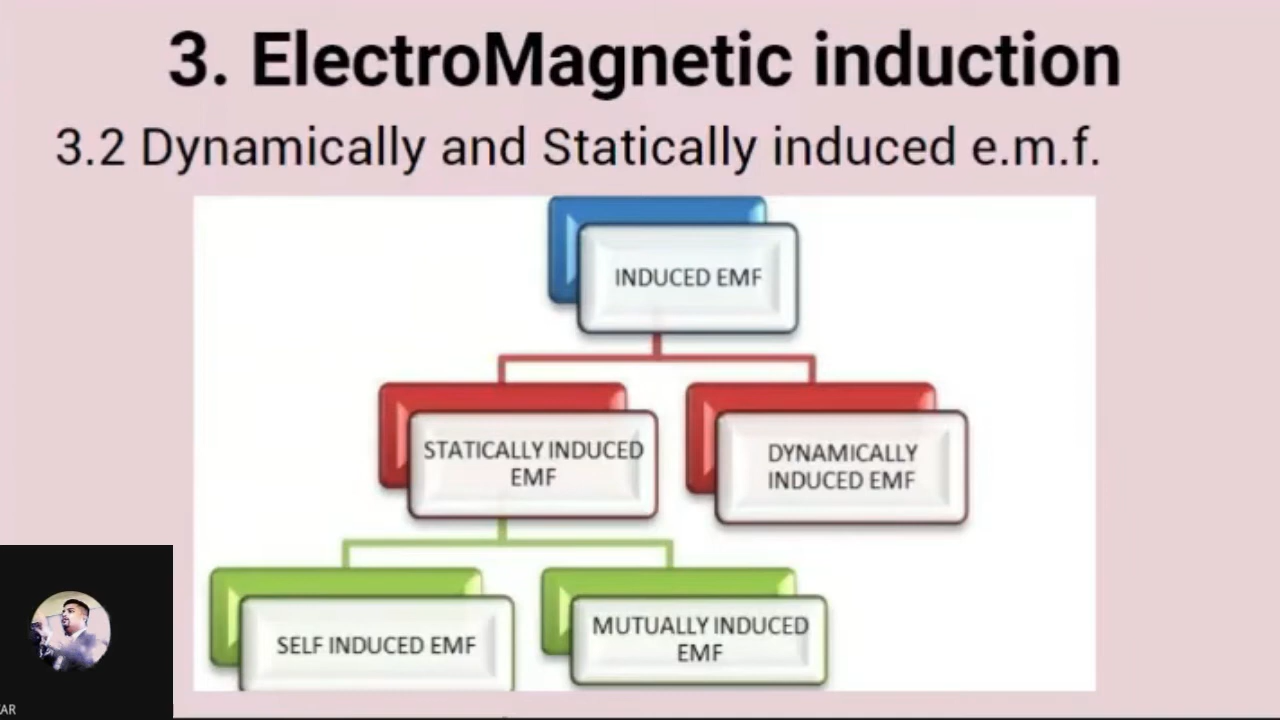 3. ElectroMagnetic induction
3.2 Dynamically and Statically induced e.m.f.
INDUCED EMF
STATICALLY INDUCED
EMF
DYNAMICALLY
INDUCED EMF
SELF INDUCED EMF
MUTUALLY INDUCED
EMF
AR